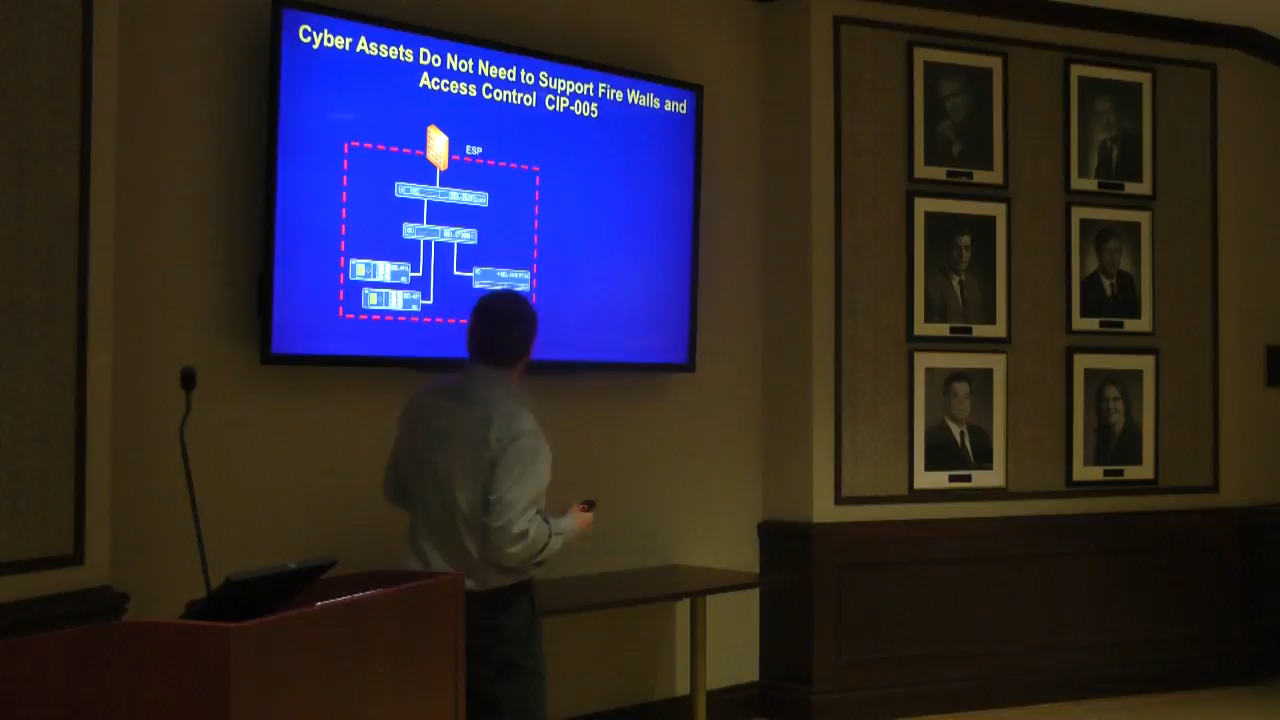 Cyber Assets Do Not Need to Support Fire Walls and
Access Control CIP-005
ESP